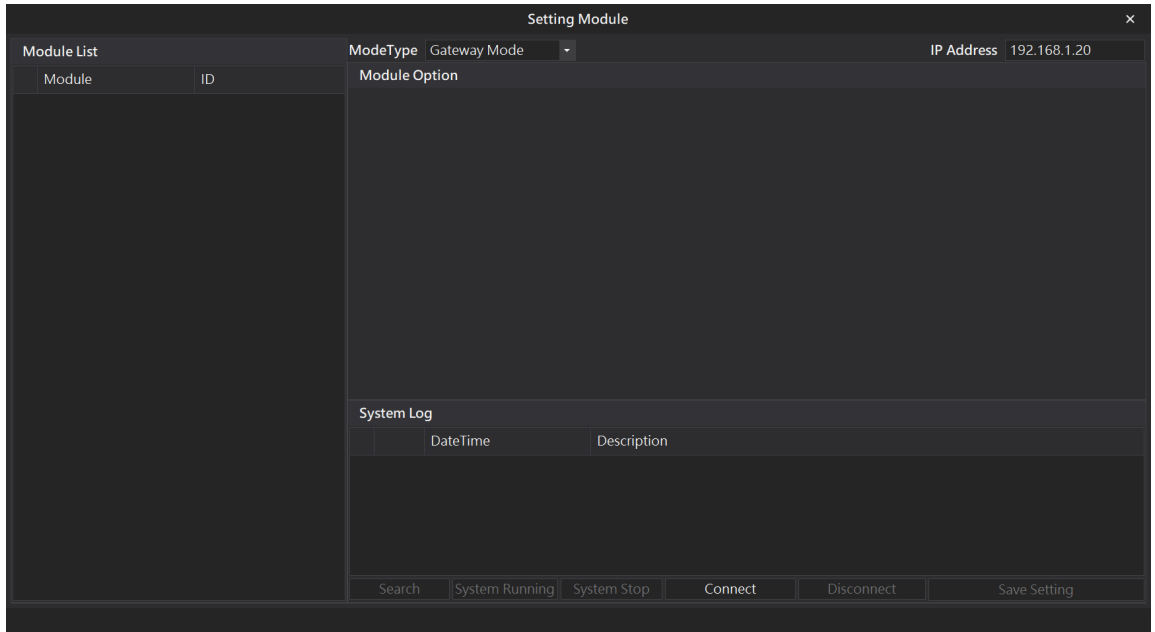 Setting Module ×
Module List
Module ID
ModeType Gateway Mode IP Address 192.168.1.20
Module Option
System Log
DateTime Description
Search System Running System Stop Connect Disconnect Save Setting